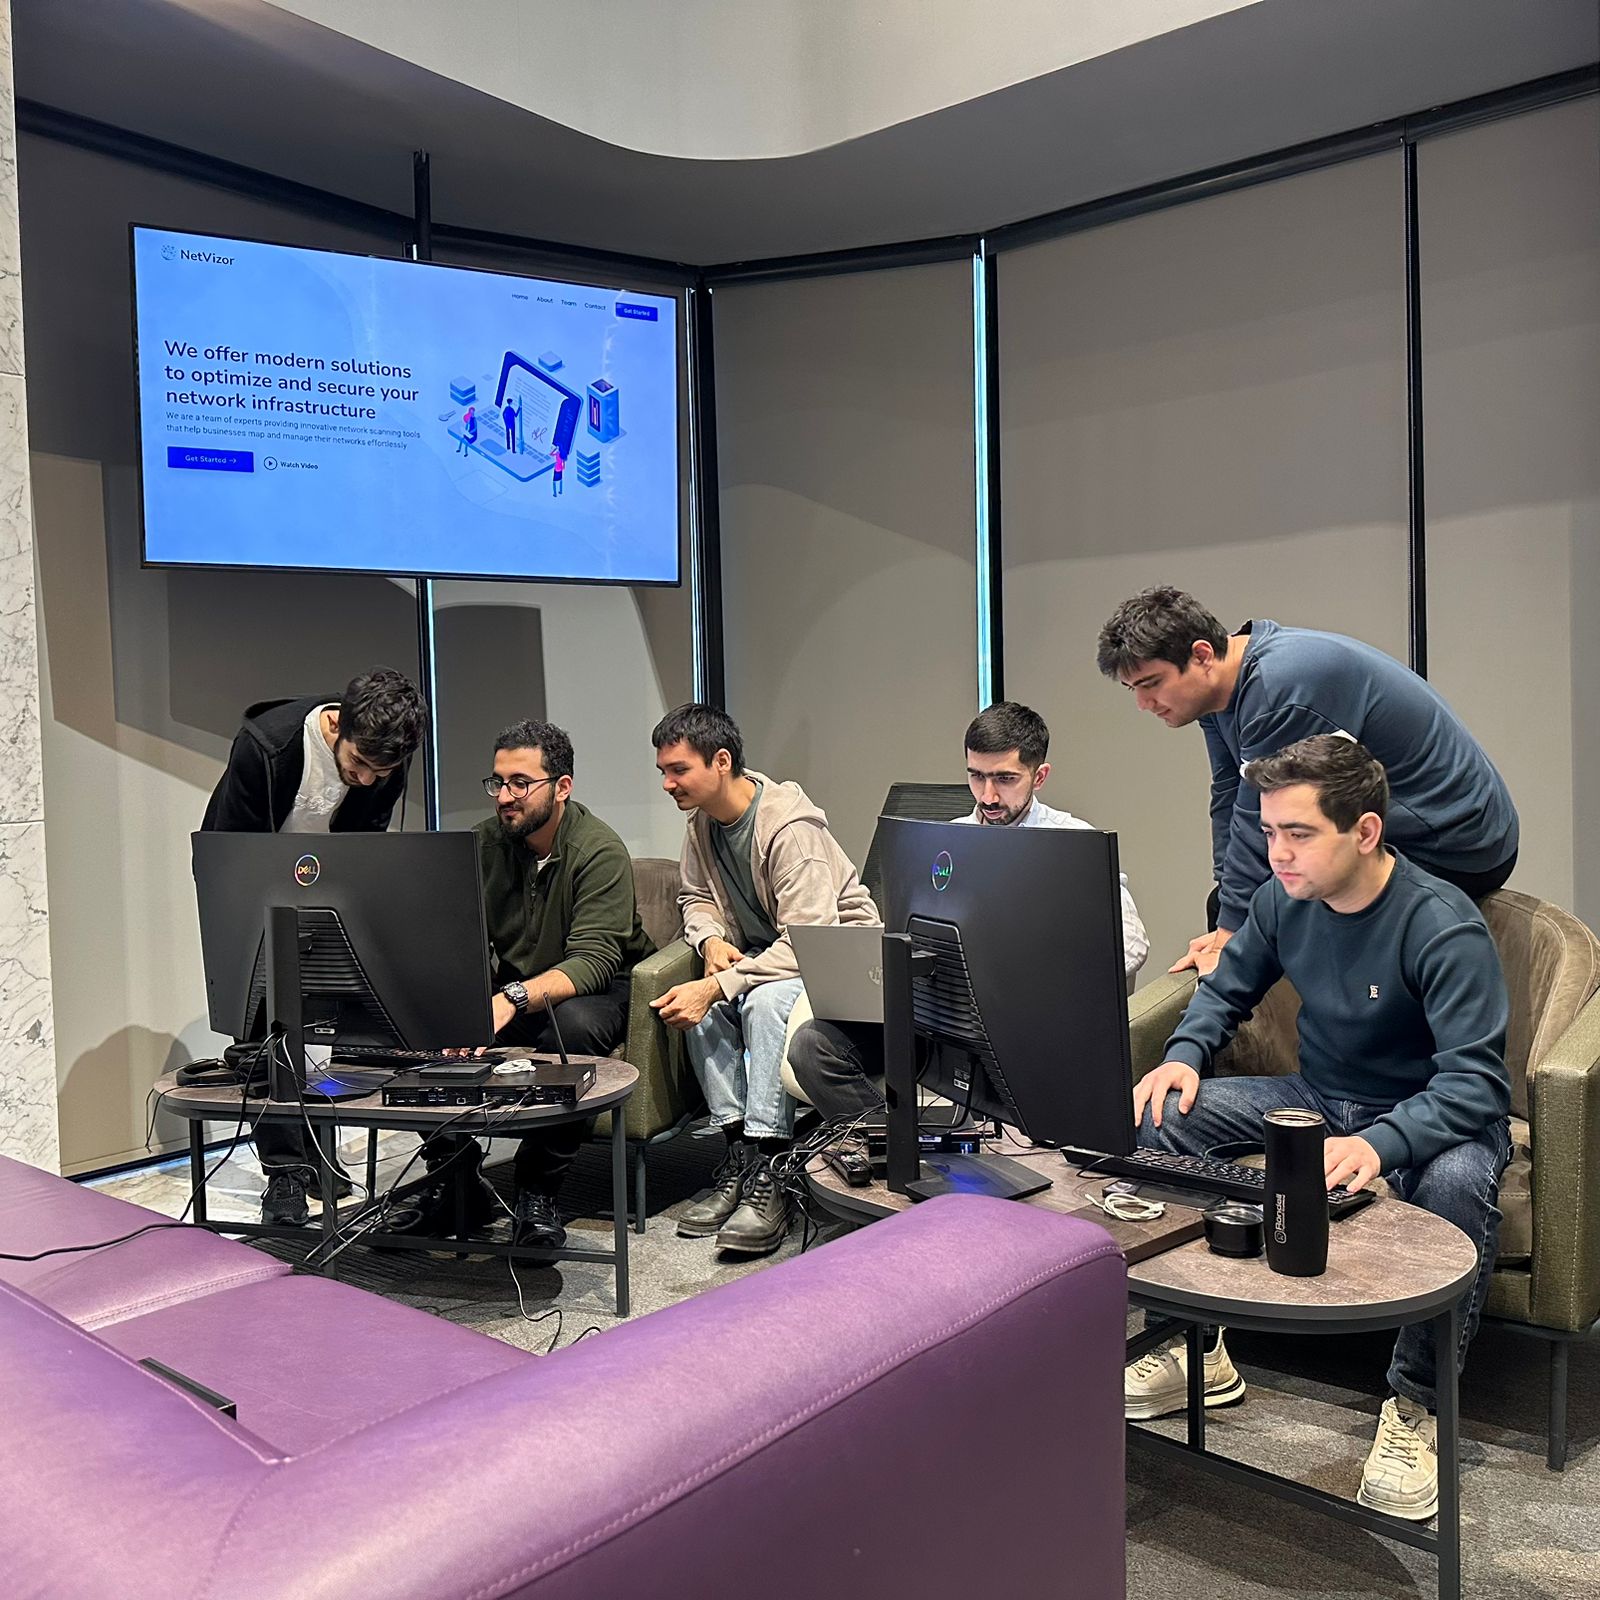 NetVizor
Home About Team Contact Get Started
We offer modern solutions
to optimize and secure your
network infrastructure
We are a team of experts providing innovative network scanning tools
that help businesses map and manage their networks effortlessly
Get Started →
Watch Video
DELL
DELL
Rondell